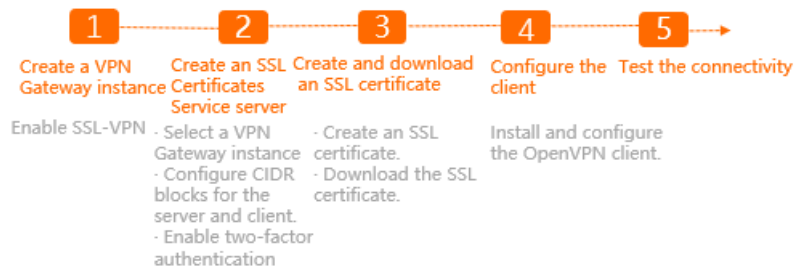 1
Create a VPN
Gateway instance
Enable SSL-VPN
2
Create an SSL
Certificates
Service server
· Select a VPN
Gateway instance
· Configure CIDR
blocks for the
server and client.
· Enable two-factor
authentication
3
Create and download
an SSL certificate
· Create an SSL
certificate.
· Download the SSL
certificate.
4
Configure the
client
Install and configure
the OpenVPN client.
5
Test the connectivity